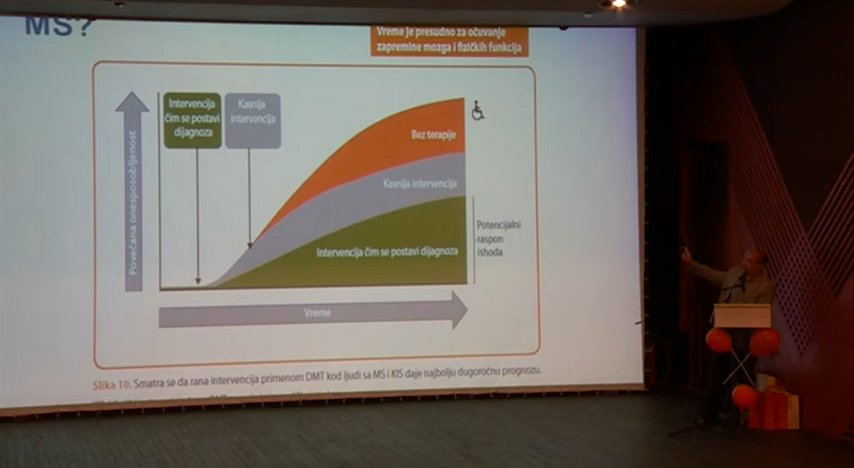 MS?
Vreme je presudno za očuvanje
zapremine mozga i fizičkih funkcija
Intervencija
čim se postavi
dijagnoza
Kasnija
intervencija
Povećana onesposobljenost
Bez terapije
Kasnija intervencija
Intervencija čim se postavi dijagnoza
Potencijalni
raspon
ishoda
Vreme
Slika 10. Smatra se da rana intervencija primenom DMT kod ljudi sa MS i KIS daje najbolju dugoročnu prognozu.